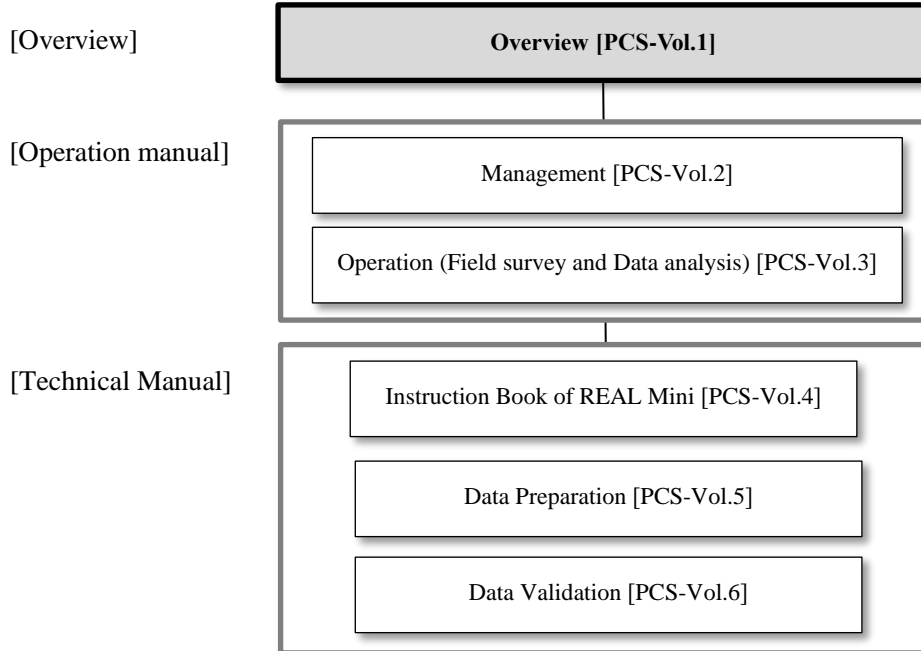 [Overview]
Overview [PCS-Vol.1]
[Operation manual]
Management [PCS-Vol.2]
Operation (Field survey and Data analysis) [PCS-Vol.3]
[Technical Manual]
Instruction Book of REAL Mini [PCS-Vol.4]
Data Preparation [PCS-Vol.5]
Data Validation [PCS-Vol.6]